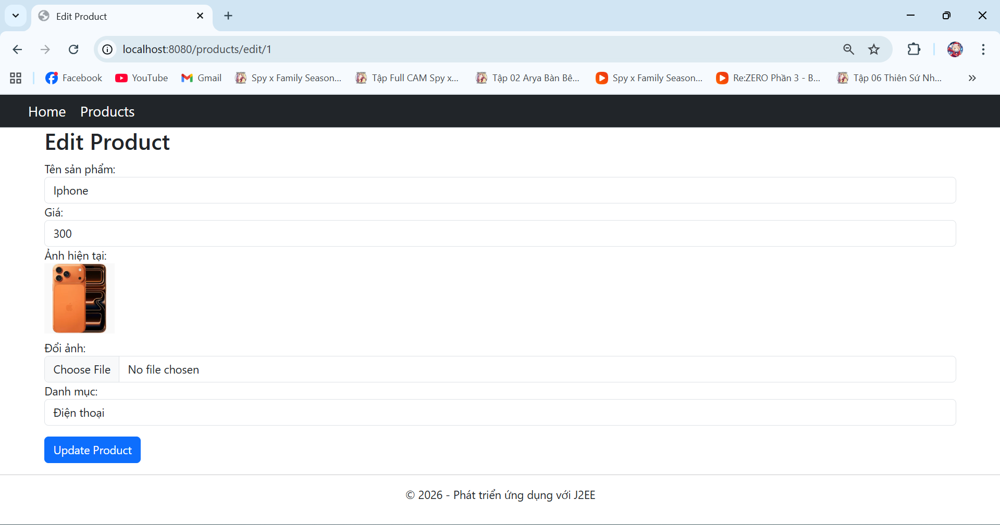 Edit Product
localhost:8080/products/edit/1
Facebook YouTube Gmail Spy x Family Season... Tập Full CAM Spy x... Tập 02 Arya Bàn Bê... Spy x Family Season... Re:ZERO Phần 3 - B... Tập 06 Thiên Sứ Nh...
Home Products
Edit Product
Tên sản phẩm:
Iphone
Giá:
300
Ảnh hiện tại:
Đổi ảnh:
Choose File No file chosen
Danh mục:
Điện thoại
Update Product
© 2026 - Phát triển ứng dụng với J2EE